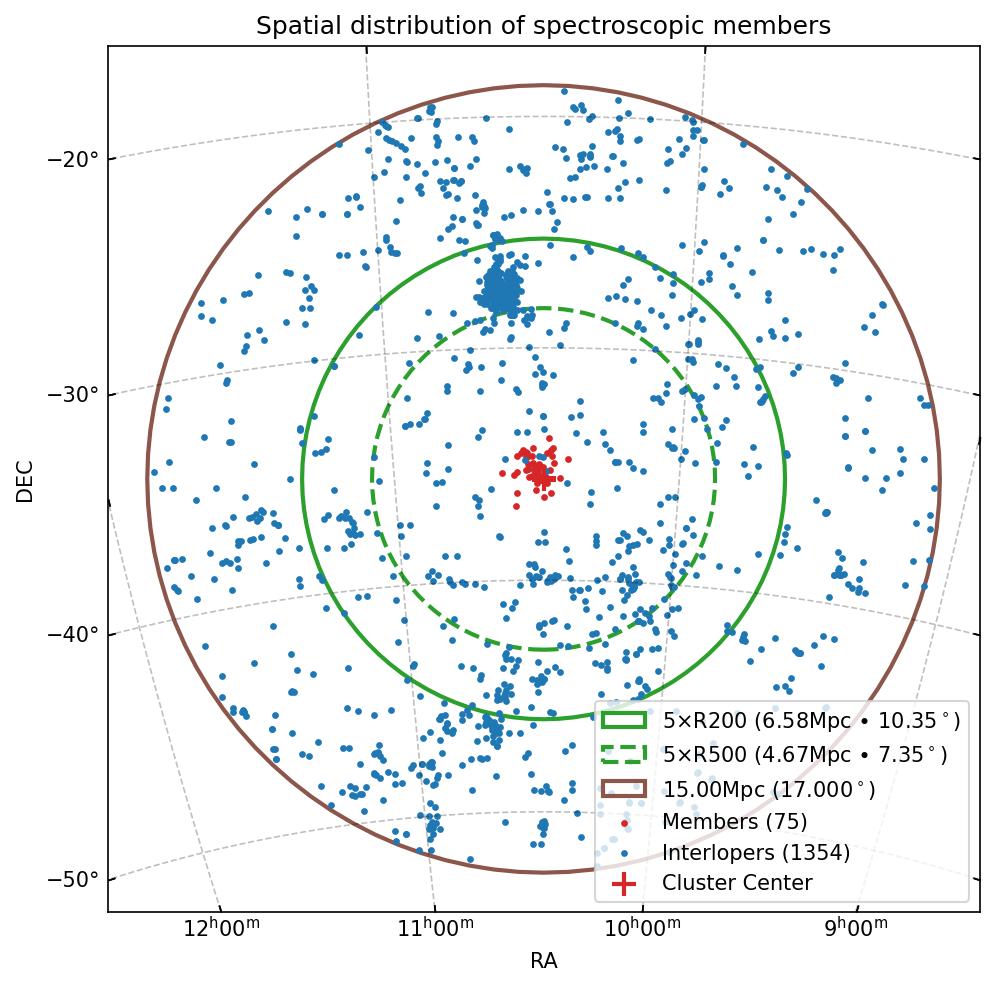 Spatial distribution of spectroscopic members
−20°
−30°
−40°
−50°
DEC
12ʰ00ᵐ
11ʰ00ᵐ
10ʰ00ᵐ
9ʰ00ᵐ
RA
5×R200 (6.58Mpc • 10.35°)
5×R500 (4.67Mpc • 7.35°)
15.00Mpc (17.000°)
Members (75)
Interlopers (1354)
Cluster Center